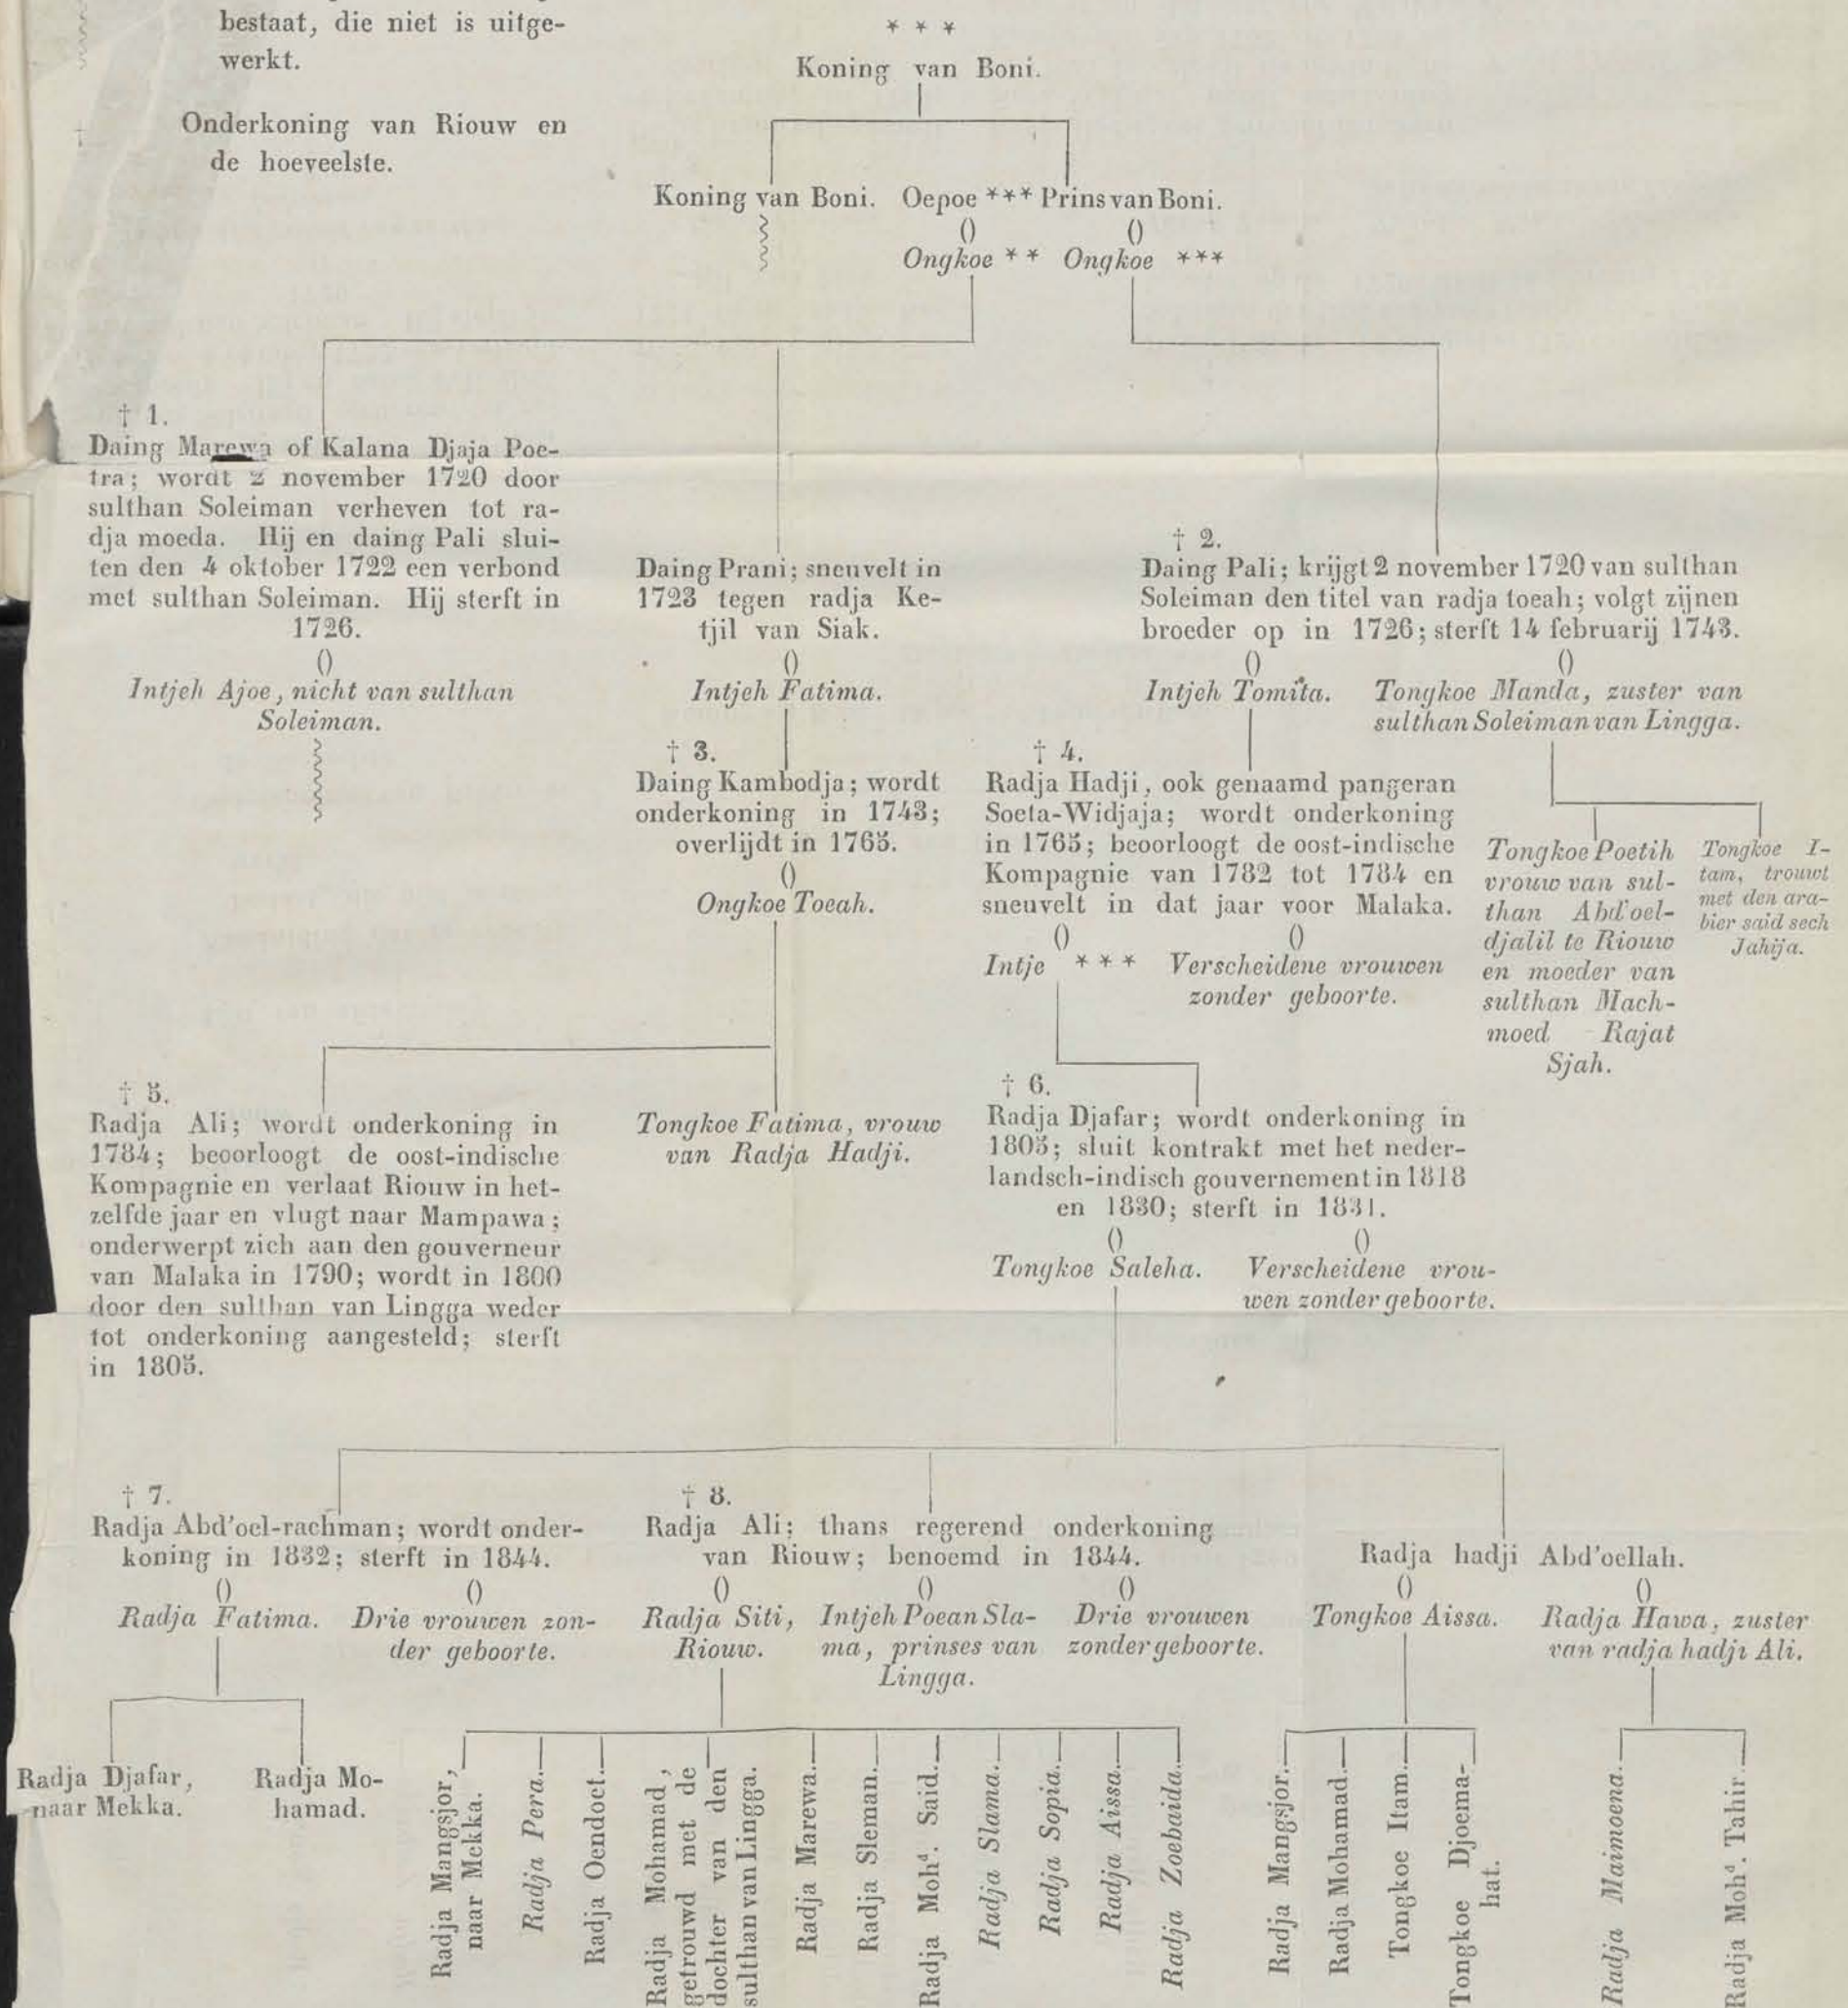 bestaat, die niet is uitge-
werkt.
Onderkoning van Riouw en
de hoeveelste.
* * *
Koning van Boni.
Koning van Boni.
Oepoe ***
()
Ongkoe * *
Prins van Boni.
()
Ongkoe ***
† 1.
Daing Marewa of Kalana Djaja Poe-
tra; wordt 2 november 1720 door
sulthan Soleiman verheven tot ra-
dja moeda. Hij en daing Pali slui-
ten den 4 oktober 1722 een verbond
met sulthan Soleiman. Hij sterft in
1726.
()
Intjeh Ajoe, nicht van sulthan
Soleiman.
Daing Prani; sneuvelt in
1723 tegen radja Ke-
tjil van Siak.
()
Intjeh Fatima.
† 2.
Daing Pali; krijgt 2 november 1720 van sulthan
Soleiman den titel van radja toeah; volgt zijnen
broeder op in 1726; sterft 14 februarij 1743.
()
Intjeh Tomita.
()
Tongkoe Manda, zuster van
sulthan Soleiman van Lingga.
† 3.
Daing Kambodja; wordt
onderkoning in 1743;
overlijdt in 1765.
()
Ongkoe Toeah.
† 4.
Radja Hadji, ook genaamd pangeran
Soeta-Widjaja; wordt onderkoning
in 1765; beoorloogt de oost-indische
Kompagnie van 1782 tot 1784 en
sneuvelt in dat jaar voor Malaka.
()
Intje * * *
()
Verscheidene vrouwen
zonder geboorte.
Tongkoe Poetih
vrouw van sul-
than Abd'oel-
djalil te Riouw
en moeder van
sulthan Mach-
moed Rajat
Sjah.
Tongkoe I-
tam, trouwt
met den ara-
bier said sech
Jahija.
† 5.
Radja Ali; wordt onderkoning in
1784; beoorloogt de oost-indische
Kompagnie en verlaat Riouw in het-
zelfde jaar en vlugt naar Mampawa;
onderwerpt zich aan den gouverneur
van Malaka in 1790; wordt in 1800
door den sulthan van Lingga weder
tot onderkoning aangesteld; sterft
in 1805.
Tongkoe Fatima, vrouw
van Radja Hadji.
† 6.
Radja Djafar; wordt onderkoning in
1805; sluit kontrakt met het neder-
landsch-indisch gouvernement in 1818
en 1830; sterft in 1831.
()
Tongkoe Saleha.
()
Verscheidene vrou-
wen zonder geboorte.
† 7.
Radja Abd'oel-rachman; wordt onder-
koning in 1832; sterft in 1844.
()
Radja Fatima.
()
Drie vrouwen zon-
der geboorte.
† 8.
Radja Ali; thans regerend onderkoning
van Riouw; benoemd in 1844.
()
Radja Siti,
Riouw.
()
Intjeh Poean Sla-
ma, prinses van
Lingga.
()
Drie vrouwen
zonder geboorte.
Radja hadji Abd'oellah.
()
Tongkoe Aissa.
()
Radja Hawa, zuster
van radja hadji Ali.
Radja Djafar,
naar Mekka.
Radja Mo-
hamad.
Radja Mangsjor,
naar Mekka.
Radja Pera.
Radja Oendoet.
Radja Mohamad,
getrouwd met de
dochter van den
sulthan van Lingga.
Radja Marewa.
Radja Sleman.
Radja Mohd. Said.
Radja Slama.
Radja Sopia.
Radja Aissa.
Radja Zoebaida.
Radja Mangsjor.
Radja Mohamad.
Tongkoe Itam.
Tongkoe Djoema-
hat.
Radja Maimoena.
Radja Mohd. Tahir.